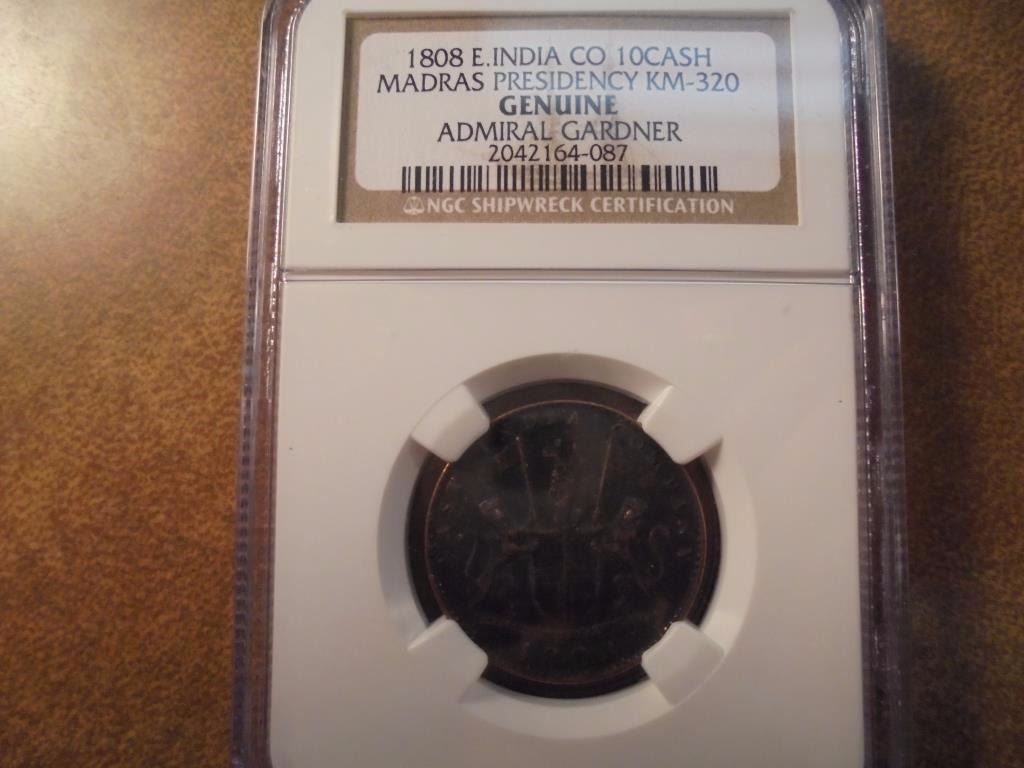 1808 E.INDIA CO 10CASH
MADRAS PRESIDENCY KM-320
GENUINE
ADMIRAL GARDNER
2042164-087
NGC SHIPWRECK CERTIFICATION